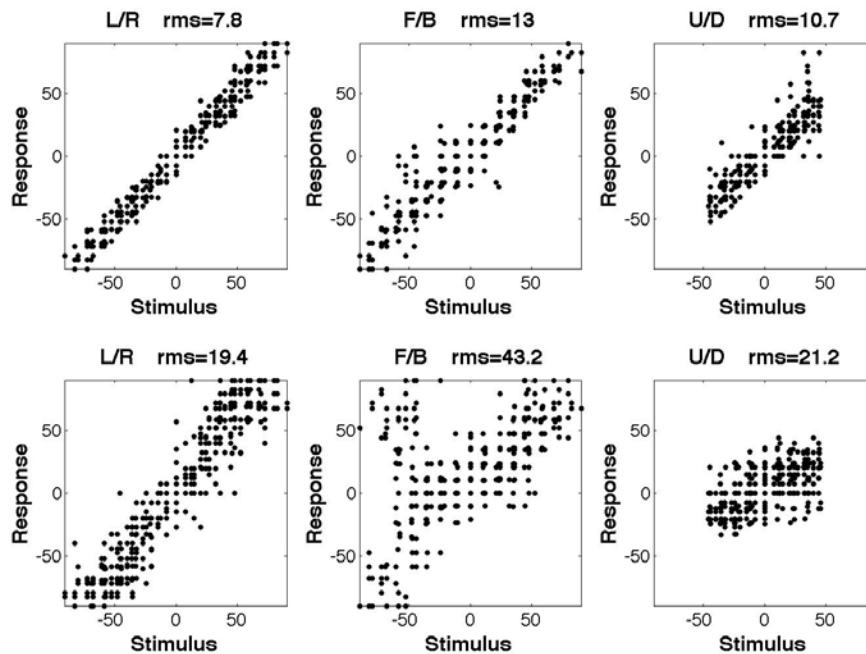 L/R rms=7.8
F/B rms=13
U/D rms=10.7
Response
50
0
-50
-50 0 50
Stimulus
Response
50
0
-50
-50 0 50
Stimulus
Response
50
0
-50
-50 0 50
Stimulus
L/R rms=19.4
F/B rms=43.2
U/D rms=21.2
Response
50
0
-50
-50 0 50
Stimulus
Response
50
0
-50
-50 0 50
Stimulus
Response
50
0
-50
-50 0 50
Stimulus